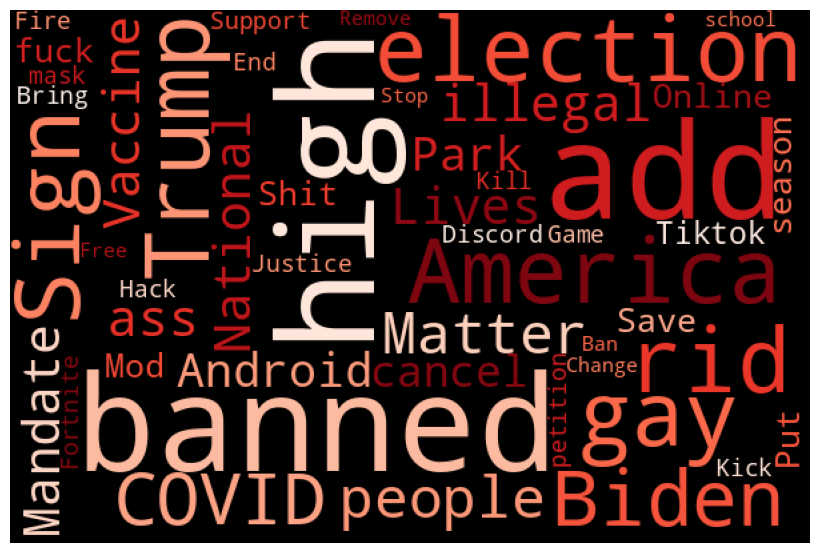 Fire
Support
Remove
school
fuck
Vaccine
Trump
high
election
mask
End
Bring
Stop
illegal
Online
Sign
National
Park
add
season
Kill
Shit
Lives
Discord
Game
Tiktok
Free
Justice
America
Hack
ass
Matter
Save
Mandate
Fortnite
Mod
Android
cancel
Ban
Change
rid
petition
banned
gay
Put
Kick
COVID
people
Biden